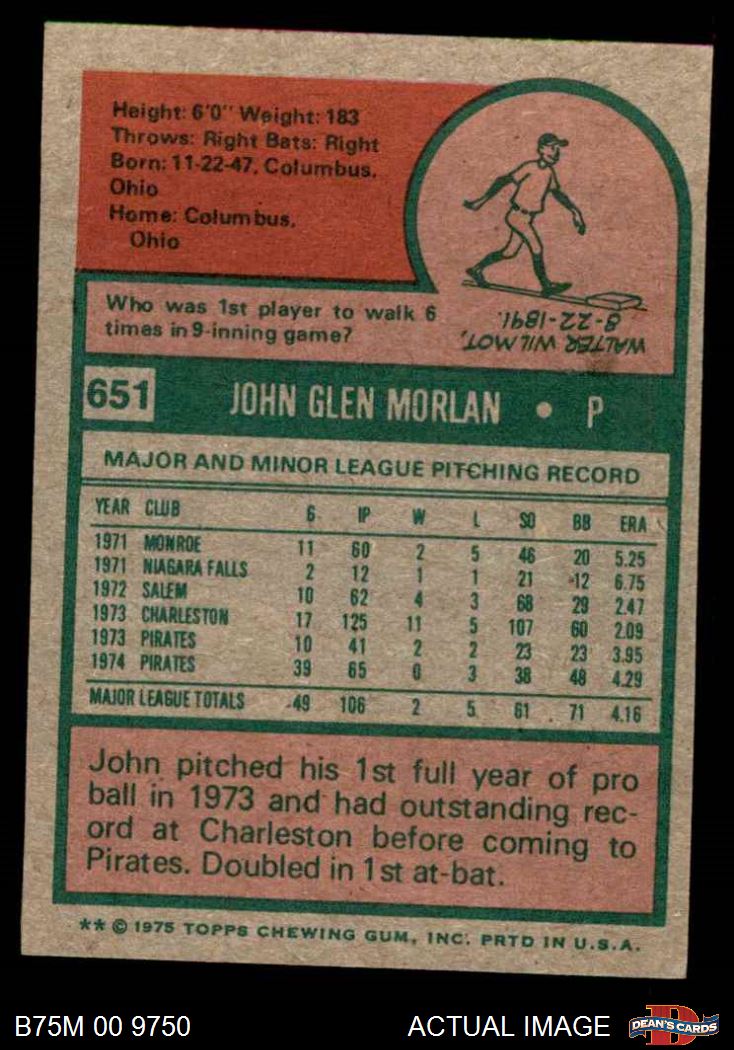 Height: 6'0" Weight: 183
Throws: Right Bats: Right
Born: 11-22-47, Columbus,
Ohio
Home: Columbus,
Ohio
Who was 1st player to walk 6
times in 9-inning game?
WALTER WILMOT,
8-22-1891.
651 JOHN GLEN MORLAN • P
MAJOR AND MINOR LEAGUE PITCHING RECORD
YEAR CLUB G IP W L SO BB ERA
1971 MONROE 11 60 2 5 46 20 5.25
1971 NIAGARA FALLS 2 12 1 1 21 12 6.75
1972 SALEM 10 62 4 3 68 29 2.47
1973 CHARLESTON 17 125 11 5 107 60 2.09
1973 PIRATES 10 41 2 2 23 23 3.95
1974 PIRATES 39 65 0 3 38 48 4.29
MAJOR LEAGUE TOTALS 49 106 2 5 61 71 4.16
John pitched his 1st full year of pro
ball in 1973 and had outstanding rec-
ord at Charleston before coming to
Pirates. Doubled in 1st at-bat.
** © 1975 TOPPS CHEWING GUM, INC. PRTD IN U.S.A.
B75M 00 9750 ACTUAL IMAGE DEAN'S CARDS